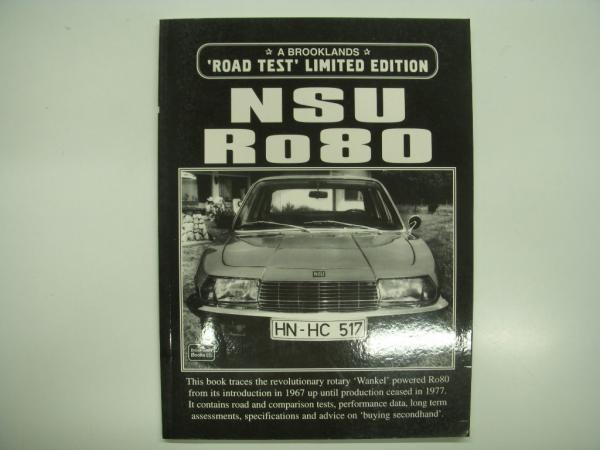 ☆ A BROOKLANDS ☆
'ROAD TEST' LIMITED EDITION
NSU
Ro80
NSU
HN-HC 517
Books
This book traces the revolutionary rotary 'Wankel' powered Ro80
from its introduction in 1967 up until production ceased in 1977.
It contains road and comparison tests, performance data, long term
assessments, specifications and advice on 'buying secondhand'.